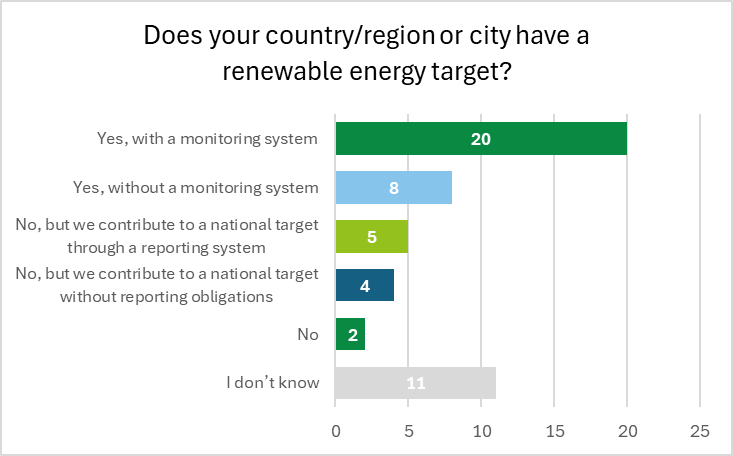 Does your country/region or city have a
renewable energy target?
Yes, with a monitoring system
20
Yes, without a monitoring system
8
No, but we contribute to a national target
through a reporting system
5
No, but we contribute to a national target
without reporting obligations
4
No
2
I don’t know
11
0 5 10 15 20 25